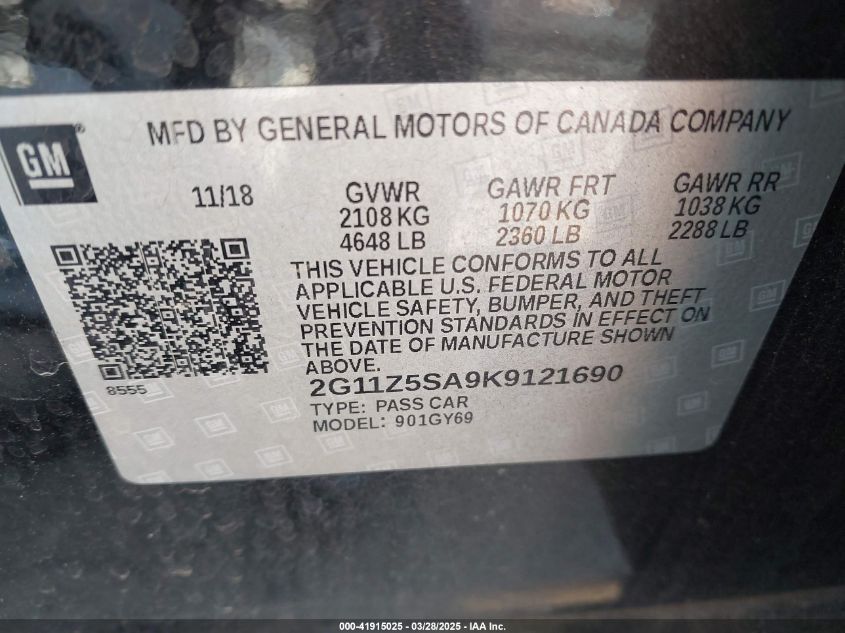 MFD BY GENERAL MOTORS OF CANADA COMPANY
GM
11/18
GVWR GAWR FRT GAWR RR
2108 KG 1070 KG 1038 KG
4648 LB 2360 LB 2288 LB
THIS VEHICLE CONFORMS TO ALL
APPLICABLE U.S. FEDERAL MOTOR
VEHICLE SAFETY, BUMPER, AND THEFT
PREVENTION STANDARDS IN EFFECT ON
THE DATE OF MANUFACTURE SHOWN
ABOVE.
8555
2G11Z5SA9K9121690
TYPE: PASS CAR
MODEL: 901GY69
000-41915025 — 03/28/2025 — IAA Inc.